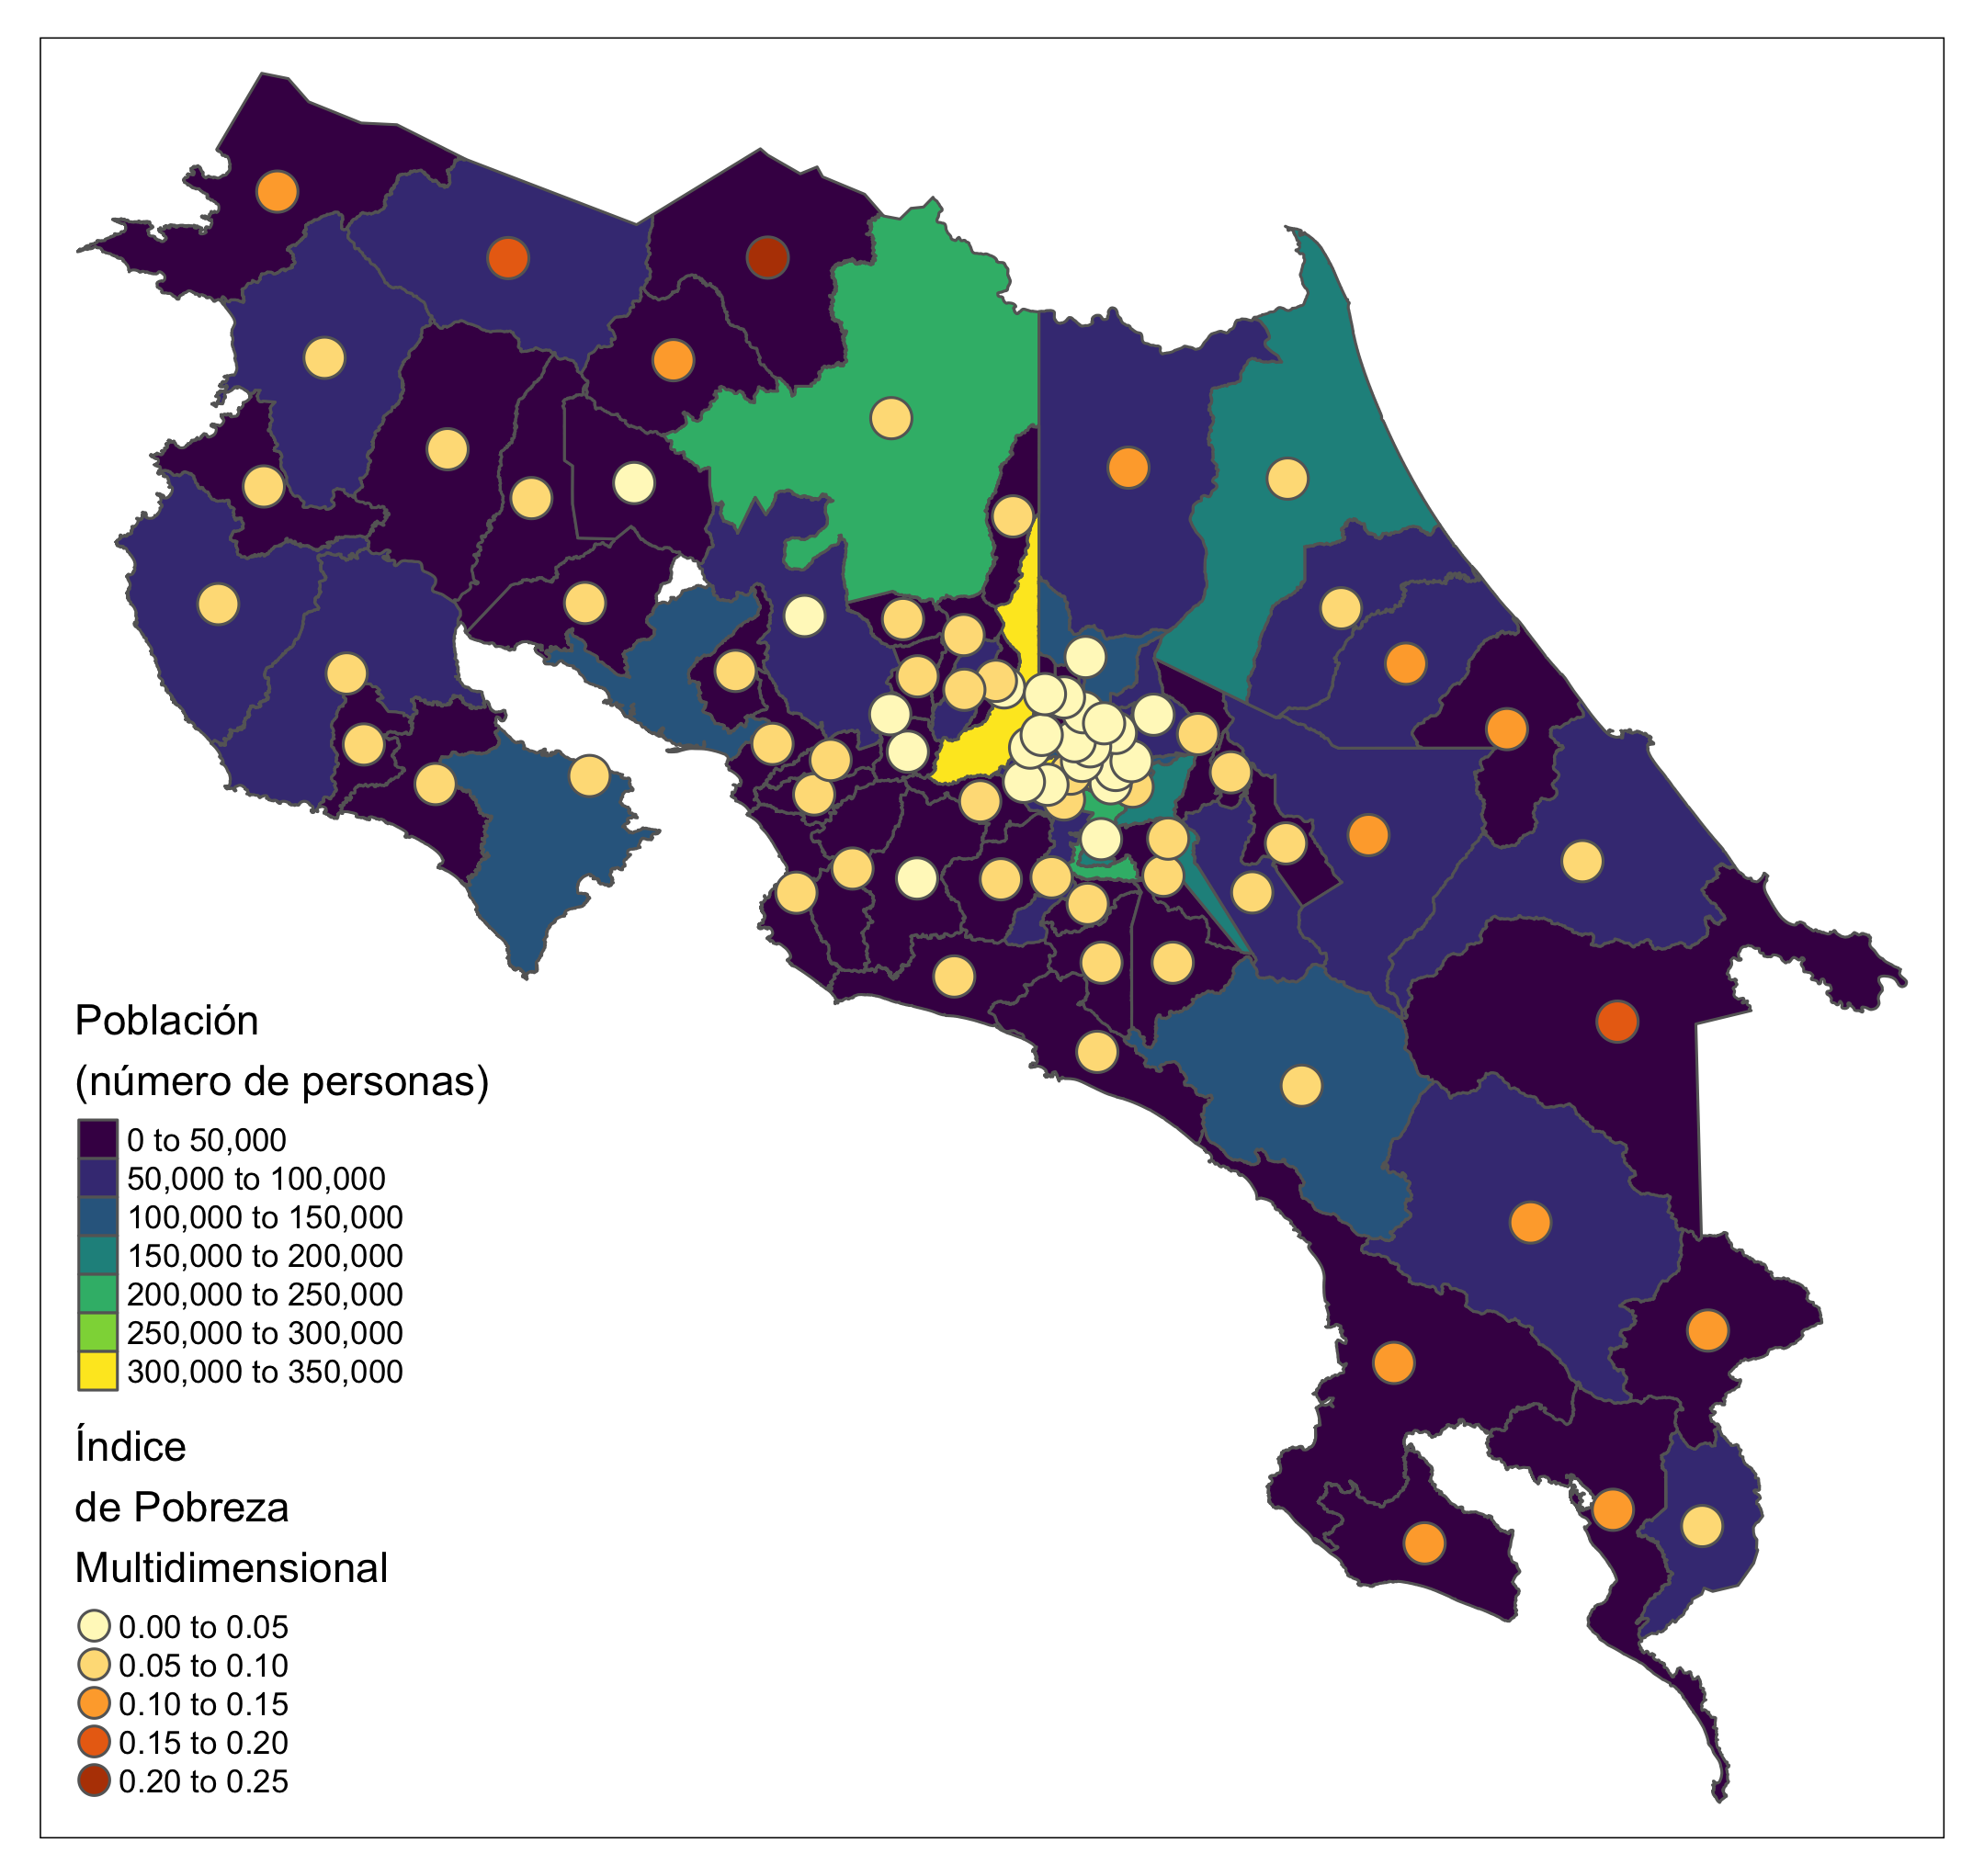 Población
(número de personas)
0 to 50,000
50,000 to 100,000
100,000 to 150,000
150,000 to 200,000
200,000 to 250,000
250,000 to 300,000
300,000 to 350,000
Índice
de Pobreza
Multidimensional
0.00 to 0.05
0.05 to 0.10
0.10 to 0.15
0.15 to 0.20
0.20 to 0.25